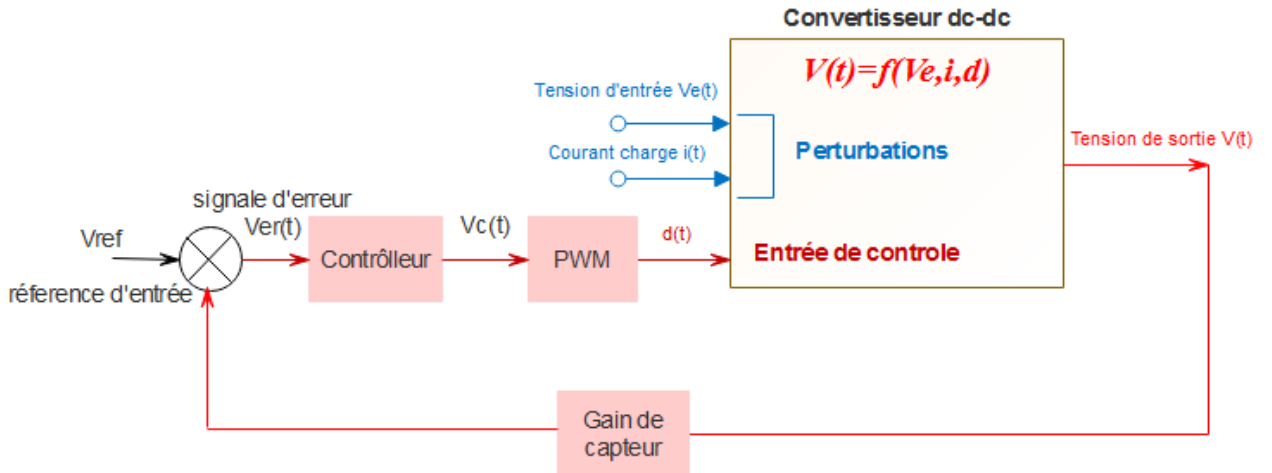 Convertisseur dc-dc
V(t)=f(Ve,i,d)
Tension d'entrée Ve(t)
Courant charge i(t)
Perturbations
Tension de sortie V(t)
signale d'erreur
Ver(t)
Vc(t)
d(t)
Vref
Contrôlleur
PWM
Entrée de controle
réference d'entrée
Gain de
capteur